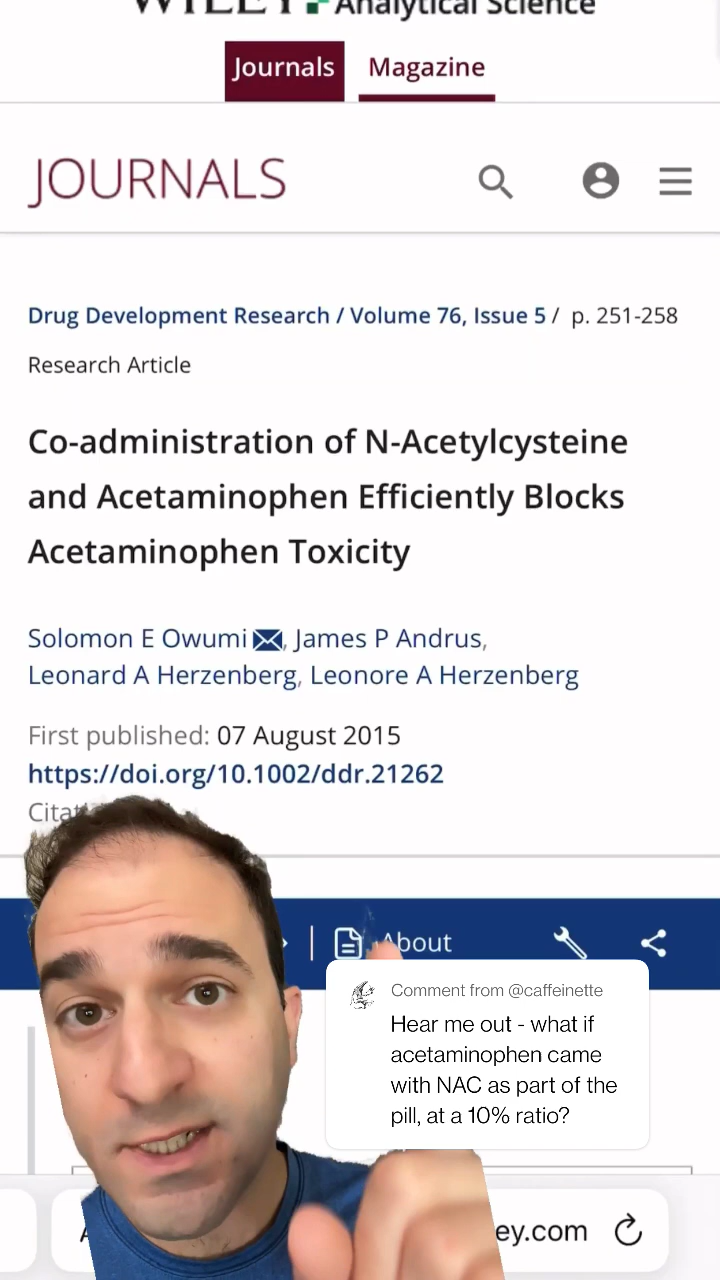 WILEY Analytical Science
Journals Magazine
JOURNALS
Drug Development Research / Volume 76, Issue 5 / p. 251-258
Research Article
Co-administration of N-Acetylcysteine
and Acetaminophen Efficiently Blocks
Acetaminophen Toxicity
Solomon E Owumi, James P Andrus,
Leonard A Herzenberg, Leonore A Herzenberg
First published: 07 August 2015
https://doi.org/10.1002/ddr.21262
About
Comment from @caffeinette
Hear me out - what if
acetaminophen came
with NAC as part of the
pill, at a 10% ratio?
ey.com